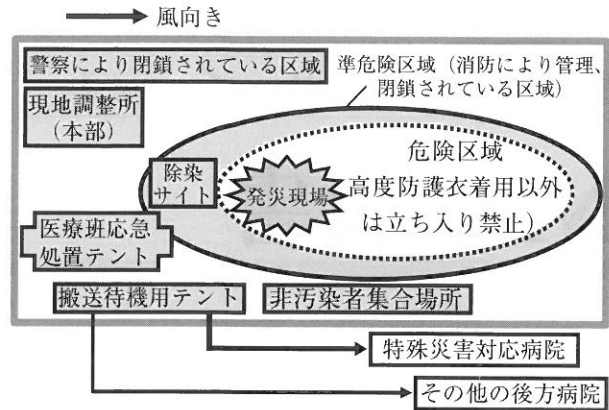 風向き
警察により閉鎖されている区域
準危険区域（消防により管理、
閉鎖されている区域）
現地調整所
（本部）
危険区域
高度防護衣着用以外
は立ち入り禁止）
除染
サイト
発災現場
医療班応急
処置テント
搬送待機用テント
非汚染者集合場所
特殊災害対応病院
その他の後方病院